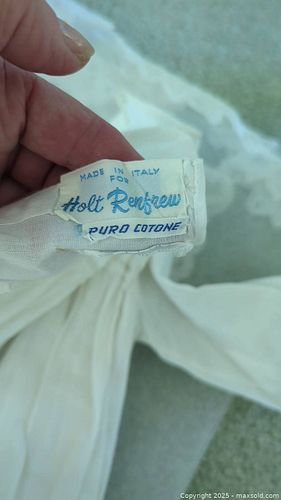 MADE IN ITALY
FOR
Holt Renfrew
PURO COTONE
Copyright 2025 - maxsold.com